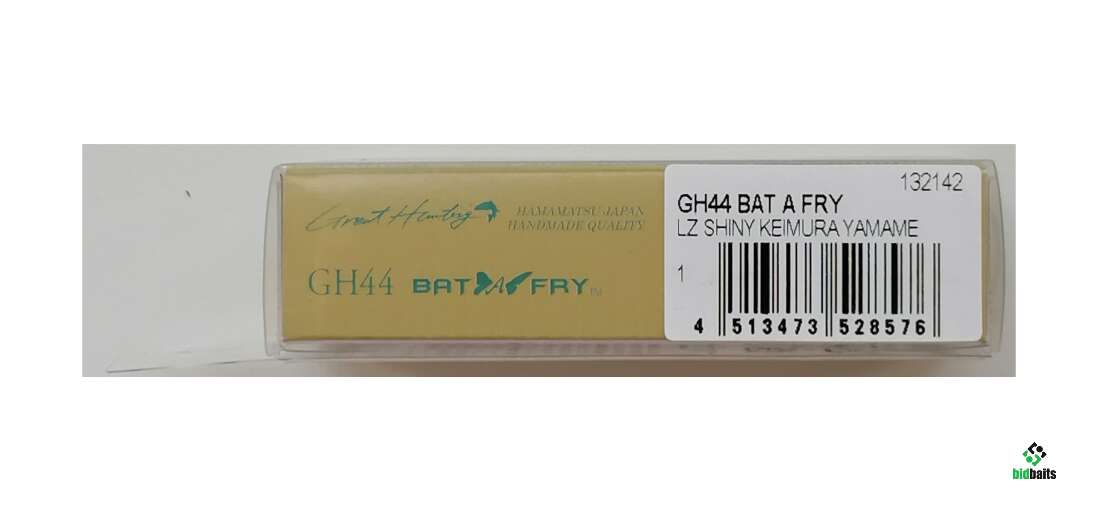 Great Hunting
HAMAMATSU-JAPAN
HANDMADE QUALITY
GH44 BAT A FRY TM
132142
GH44 BAT A FRY
LZ SHINY KEIMURA YAMAME
1
4 513473 528576
bidbaits